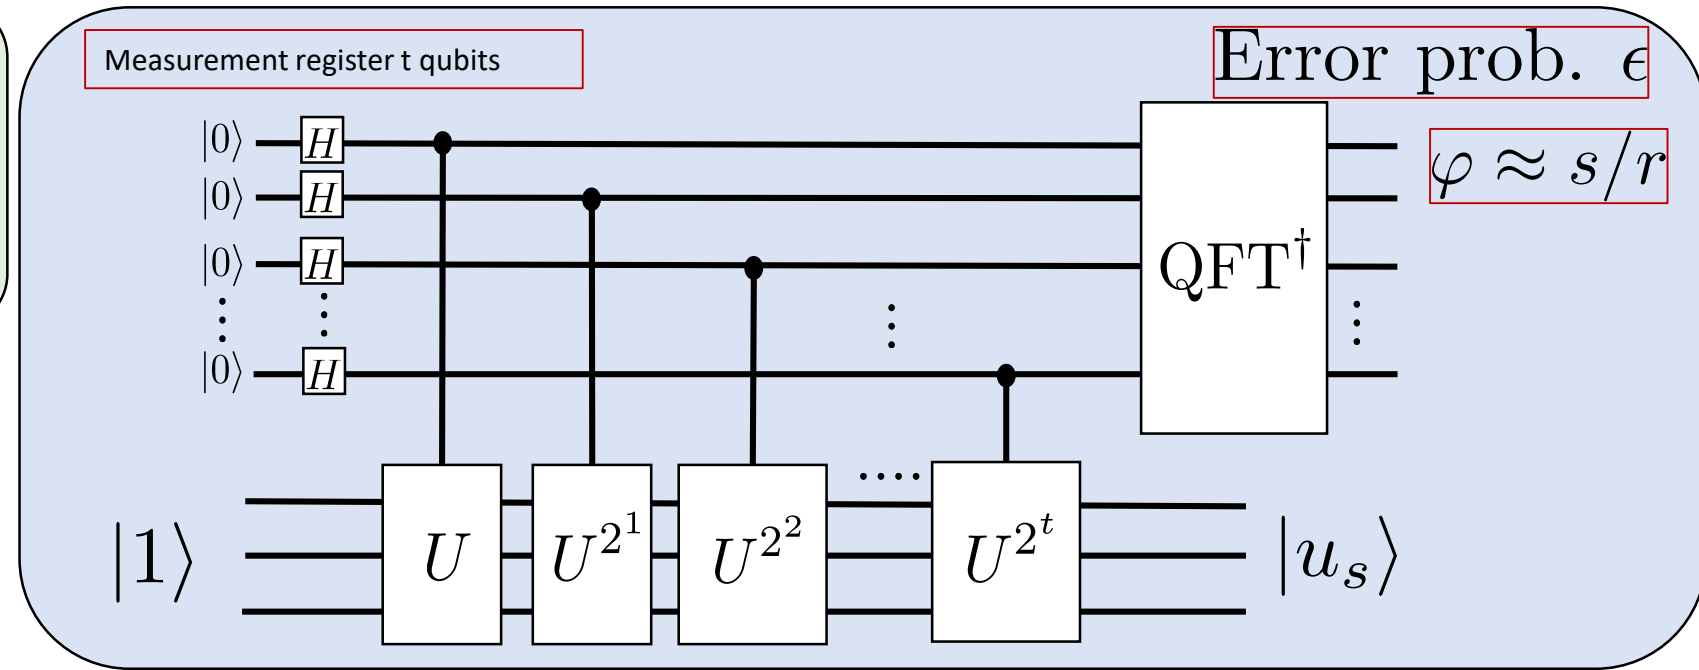 Measurement register t qubits
Error prob. ϵ
φ ≈ s/r
|0⟩ H
|0⟩ H
|0⟩ H
⋮ ⋮ ⋮ ⋮
|0⟩ H
QFT†
....
|1⟩ U U^{2^1} U^{2^2} U^{2^t} |u_s⟩